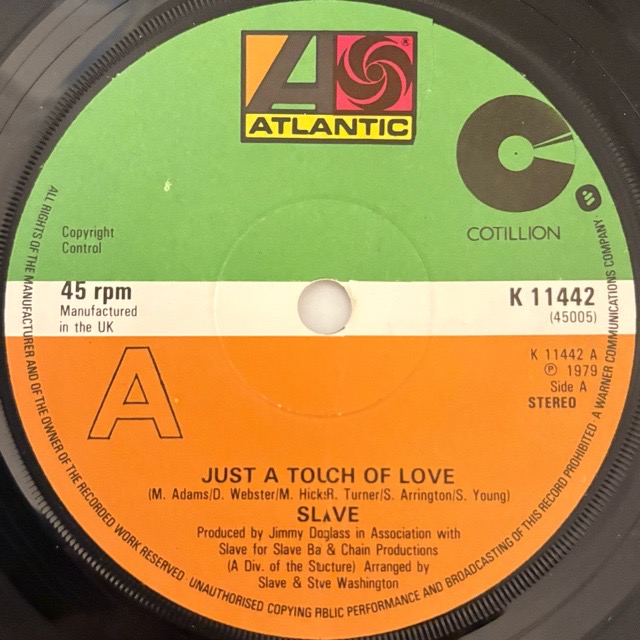 ATLANTIC
®
COTILLION
Copyright
Control
45 rpm
Manufactured
in the UK
K 11442
(45005)
K 11442 A
℗ 1979
Side A
STEREO
A
JUST A TOLCH OF LOVE
(M. Adams/D. Webster/M. Hick:R. Turner/S. Arrington/S. Young)
SLAVE
Produced by Jimmy Doglass in Association with
Slave for Slave Ba & Chain Productions
(A Div. of the Stucture) Arranged by
Slave & Stve Washington
ALL RIGHTS OF THE MANUFACTURER AND OF THE OWNER OF THE RECORDED WORK RESERVED · UNAUTHORISED COPYING PBLIC PERFORMANCE AND BROADCASTING OF THIS RECORD PROHIBITED · A WARNER COMMUNICATIONS COMPANY ·